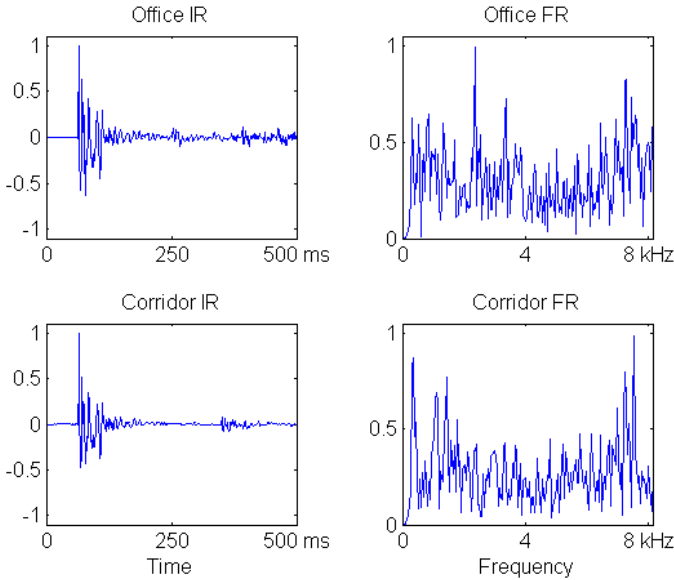 Office IR
1
0.5
0
-0.5
-1
0 250 500 ms
Office FR
1
0.5
0
0 4 8 kHz
Corridor IR
1
0.5
0
-0.5
-1
0 250 500 ms
Time
Corridor FR
1
0.5
0
0 4 8 kHz
Frequency